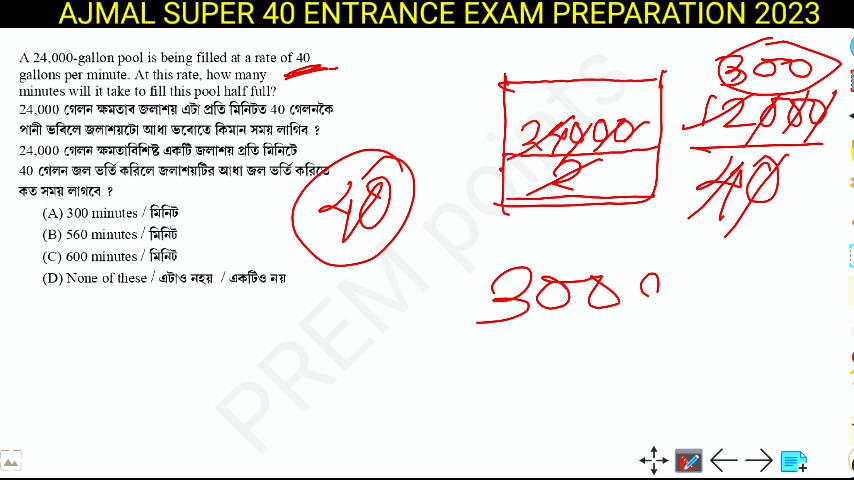 AJMAL SUPER 40 ENTRANCE EXAM PREPARATION 2023
A 24,000-gallon pool is being filled at a rate of 40
gallons per minute. At this rate, how many
minutes will it take to fill this pool half full?
24,000 গেলন ক্ষমতাৰ জলাশয় এটা প্ৰতি মিনিটত 40 গেলনকৈ
পানী ভৰিলে জলাশয়টো আধা ভৰোতে কিমান সময় লাগিব ?
24,000 গেলন ক্ষমতাবিশিষ্ট একটি জলাশয় প্রতি মিনিটে
40 গেলন জল ভর্তি করিলে জলাশয়টির আধা জল ভর্তি করিতে
কত সময় লাগবে ?
(A) 300 minutes / মিনিট
(B) 560 minutes / মিনিট
(C) 600 minutes / মিনিট
(D) None of these / এটাও নহয় / একটিও নয়
40
24000
2
300
12000
40
300
PREM points